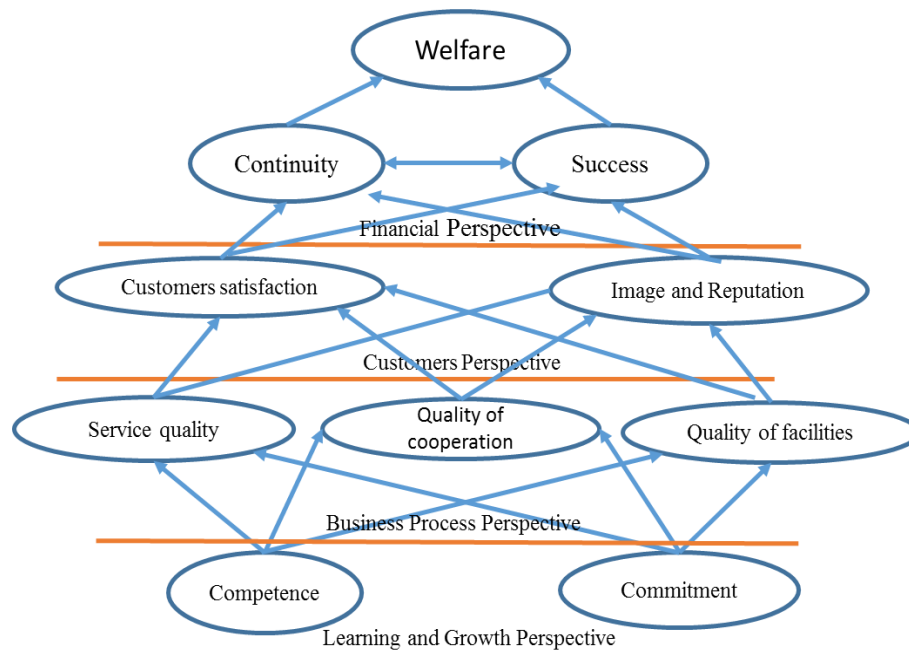 Welfare
Continuity
Success
Financial Perspective
Customers satisfaction
Image and Reputation
Customers Perspective
Service quality
Quality of
cooperation
Quality of facilities
Business Process Perspective
Competence
Commitment
Learning and Growth Perspective